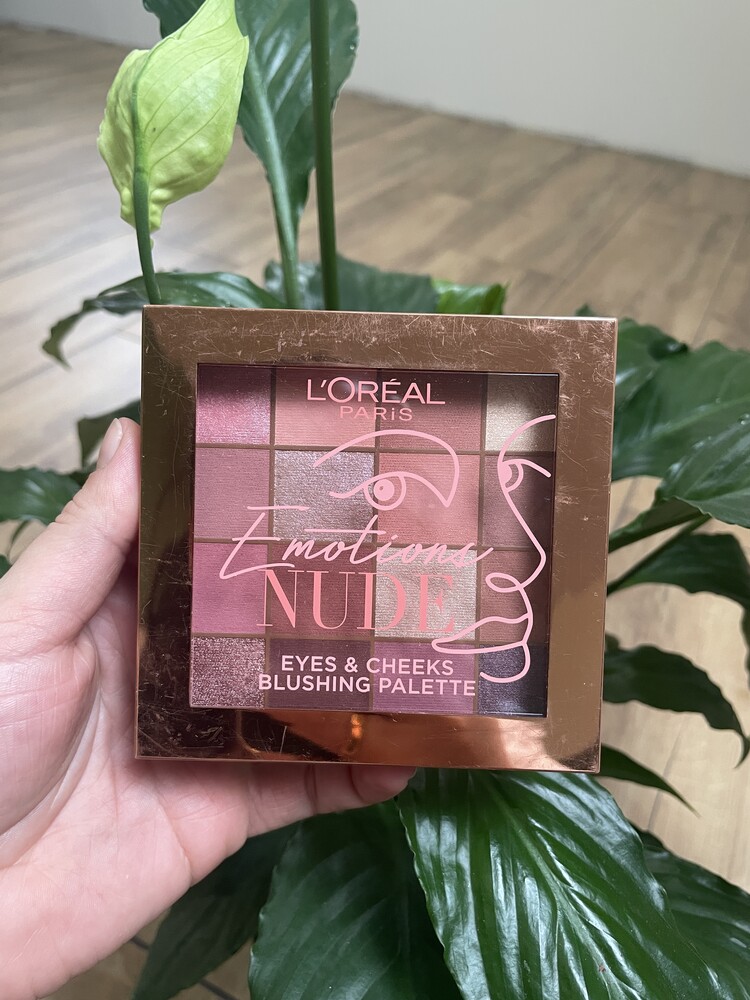 L'ORÉAL
PARiS
Emotions
NUDE
EYES & CHEEKS
BLUSHING PALETTE